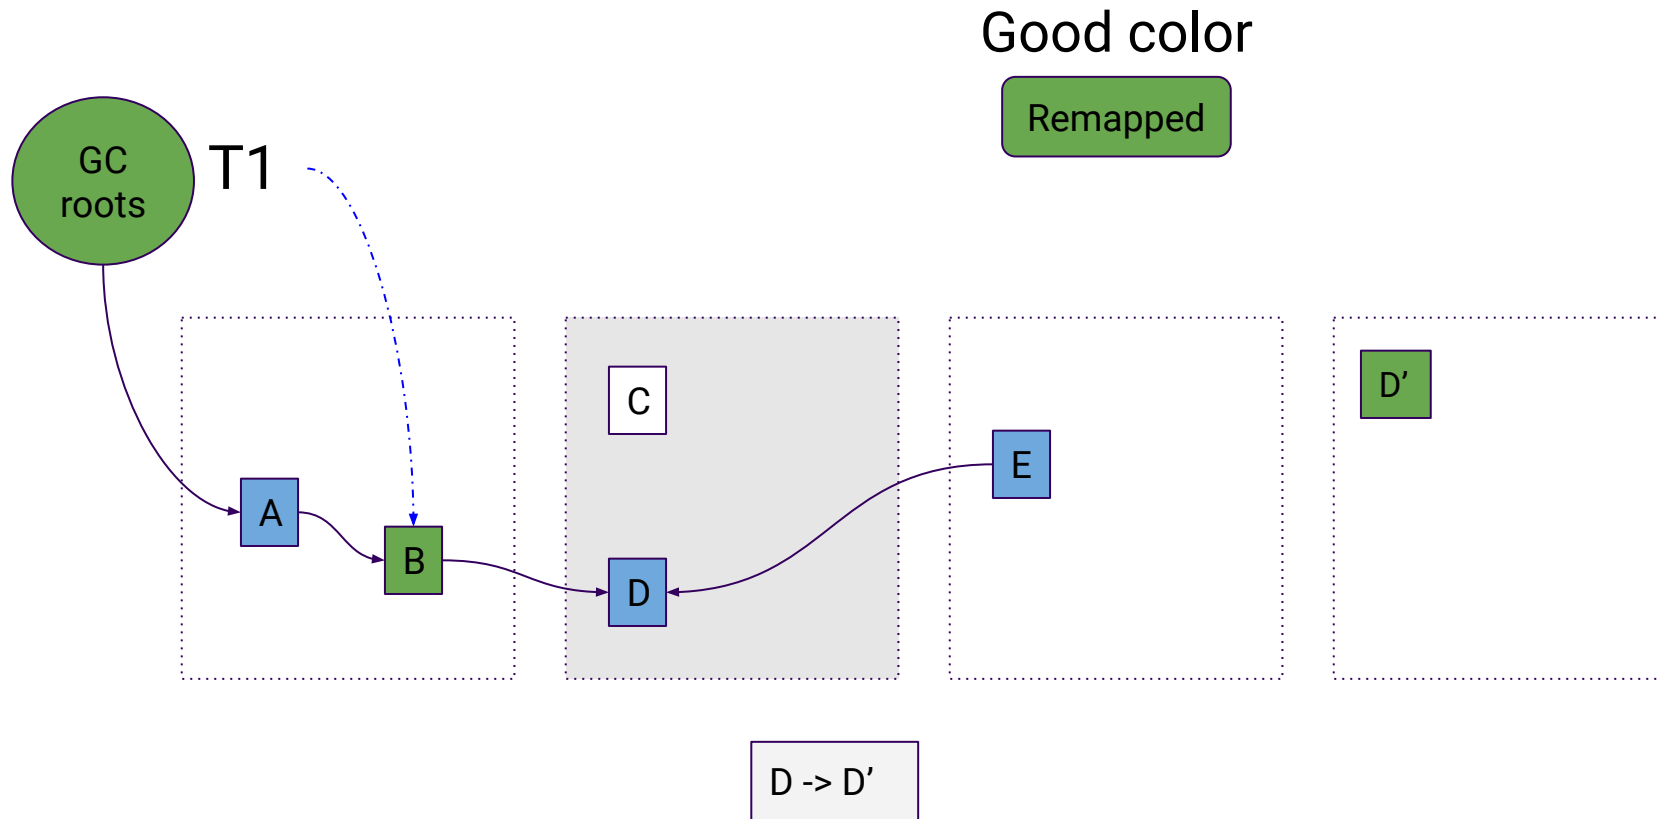 Good color
Remapped
GC
roots
T1
C
D’
E
A
B
D
D -> D’